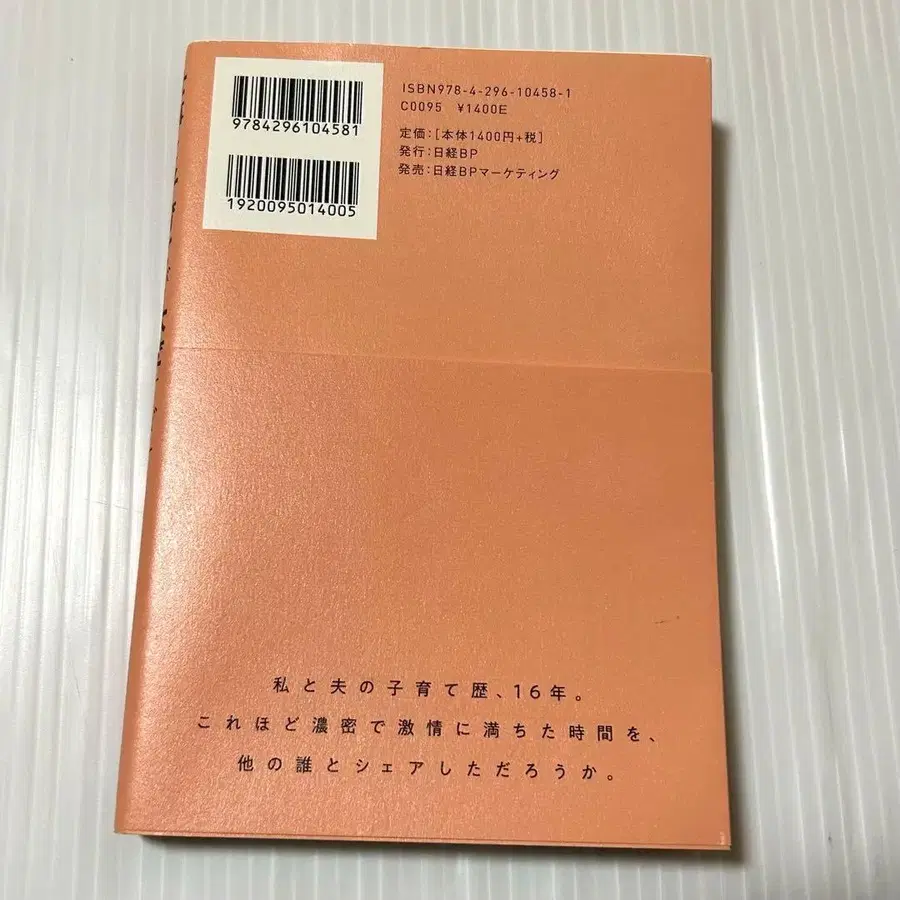 9784296104581
1920095014005
ISBN978-4-296-10458-1
C0095 ¥1400E
定価:[本体1400円+税]
発行:日経BP
発売:日経BPマーケティング
私と夫の子育て歴、16年。
これほど濃密で激情に満ちた時間を、
他の誰とシェアしただろうか。